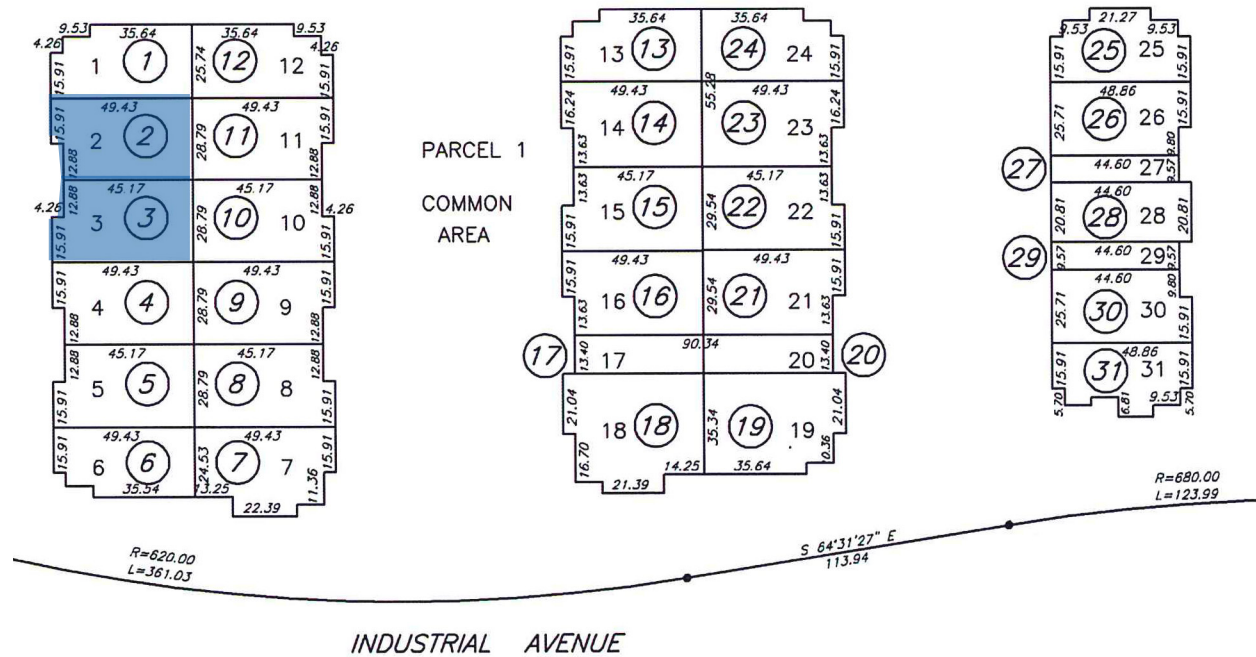 9.53 35.64 35.64 9.53
4.26 4.26
15.91 1 1 25.74 12 12 15.91
49.43 49.43
15.91 2 2 28.79 11 11 15.91
12.88 12.88
45.17 45.17
12.88 12.88
4.26 3 3 28.79 10 10 4.26
15.91 15.91
49.43 49.43
15.91 4 4 28.79 9 9 15.91
12.88 12.88
45.17 45.17
12.88 12.88
5 5 28.79 8 8
15.91 15.91
49.43 49.43
15.91 6 6 24.53 7 7 15.91
35.54 13.25 11.36
22.39
PARCEL 1
COMMON
AREA
35.64 35.64
15.91 13 13 24 24 15.91
55.28
49.43 49.43
16.24 14 14 23 23 16.24
13.63 13.63
45.17 45.17
13.63 13.63
15.91 15 15 29.54 22 22 15.91
49.43 49.43
15.91 16 16 29.54 21 21 15.91
13.63 13.63
90.34
17 13.40 17 20 13.40 20
21.04 18 18 35.34 19 19 21.04
16.70 10.36
14.25 35.64
21.39
21.27
9.53 9.53
15.91 25 25 15.91
48.86
25.71 26 26 15.91
9.80
27 44.60 27 9.57
44.60
20.81 28 28 20.81
29 9.57 44.60 29 9.57
44.60 9.80
25.71 30 30 15.91
48.86
15.91 31 31 15.91
5.70 6.81 9.53 5.70
R=680.00
L=123.99
S 64°31'27" E
113.94
R=620.00
L=361.03
INDUSTRIAL AVENUE